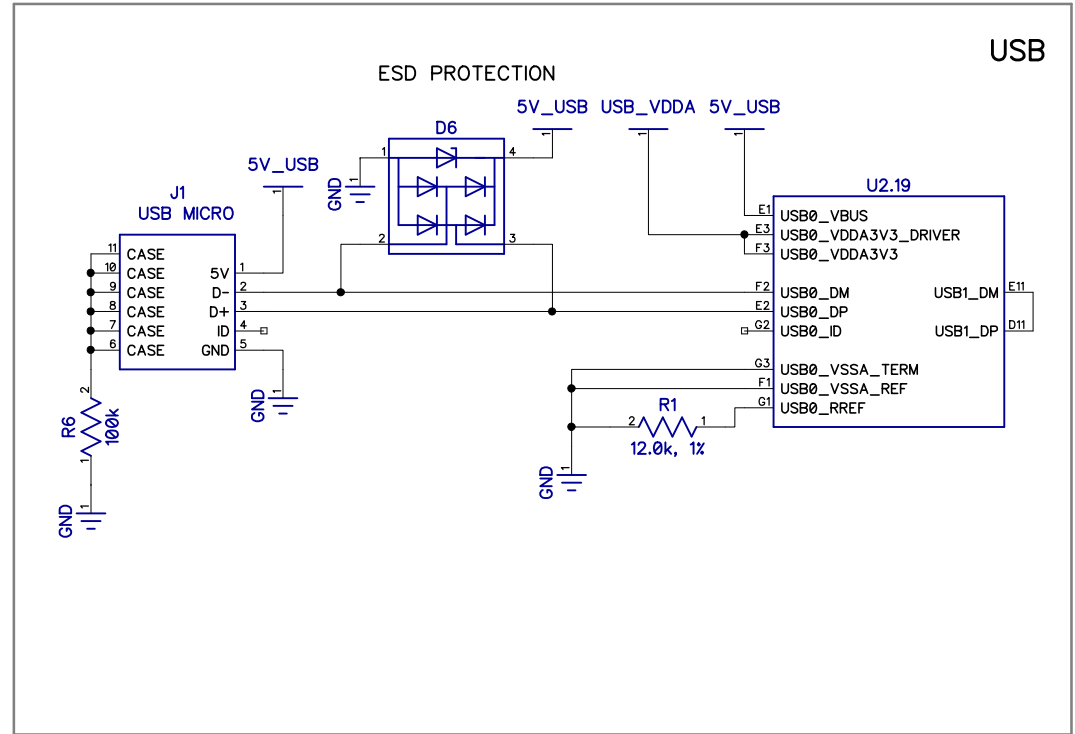 USB
ESD PROTECTION
5V_USB USB_VDDA 5V_USB
1 1 1
D6
1 4
2 3
GND
1
5V_USB
1
J1
USB MICRO
11 CASE
10 CASE 5V 1
9 CASE D- 2
8 CASE D+ 3
7 CASE ID 4
6 CASE GND 5
GND
1
2
R6
100k
1
GND
1
U2.19
E1 USB0_VBUS
E3 USB0_VDDA3V3_DRIVER
F3 USB0_VDDA3V3
F2 USB0_DM USB1_DM E11
E2 USB0_DP
G2 USB0_ID USB1_DP D11
G3 USB0_VSSA_TERM
F1 USB0_VSSA_REF
G1 USB0_RREF
R1
2 1
12.0k, 1%
GND
1